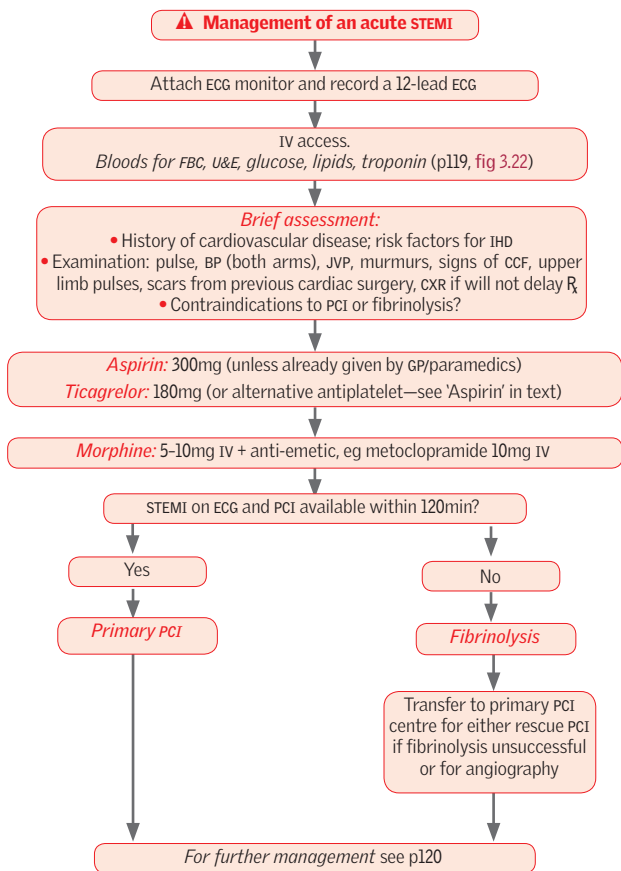 ⚠ Management of an acute STEMI
Attach ECG monitor and record a 12-lead ECG
IV access.
Bloods for FBC, U&E, glucose, lipids, troponin (p119, fig 3.22)
Brief assessment:
• History of cardiovascular disease; risk factors for IHD
• Examination: pulse, BP (both arms), JVP, murmurs, signs of CCF, upper
limb pulses, scars from previous cardiac surgery, CXR if will not delay ℞
• Contraindications to PCI or fibrinolysis?
Aspirin: 300mg (unless already given by GP/paramedics)
Ticagrelor: 180mg (or alternative antiplatelet—see ‘Aspirin’ in text)
Morphine: 5–10mg IV + anti-emetic, eg metoclopramide 10mg IV
STEMI on ECG and PCI available within 120min?
Yes
No
Primary PCI
Fibrinolysis
Transfer to primary PCI
centre for either rescue PCI
if fibrinolysis unsuccessful
or for angiography
For further management see p120